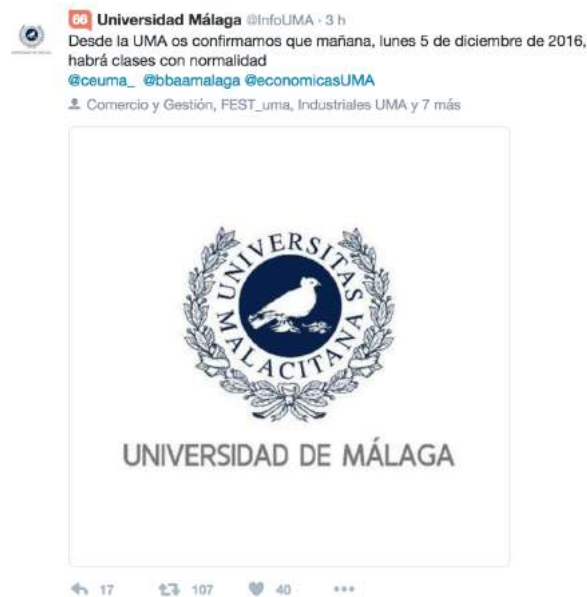 66 Universidad Málaga @InfoUMA · 3 h
Desde la UMA os confirmamos que mañana, lunes 5 de diciembre de 2016,
habrá clases con normalidad
@ceuma_ @bbaamalaga @economicasUMA
Comercio y Gestión, FEST_uma, Industriales UMA y 7 más
UNIVERSITAS
MALACITANA
UNIVERSIDAD DE MÁLAGA
17 107 40